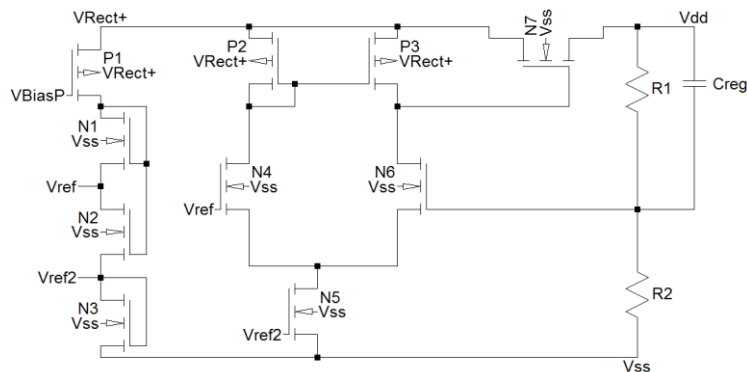 VRect+
Vdd
P1
VRect+
P2
VRect+
P3
VRect+
N7
Vss
VBiasP
R1
Creg
N1
Vss
N4
Vss
N6
Vss
Vref
Vref
N2
Vss
Vref2
N3
Vss
N5
Vss
Vref2
R2
Vss